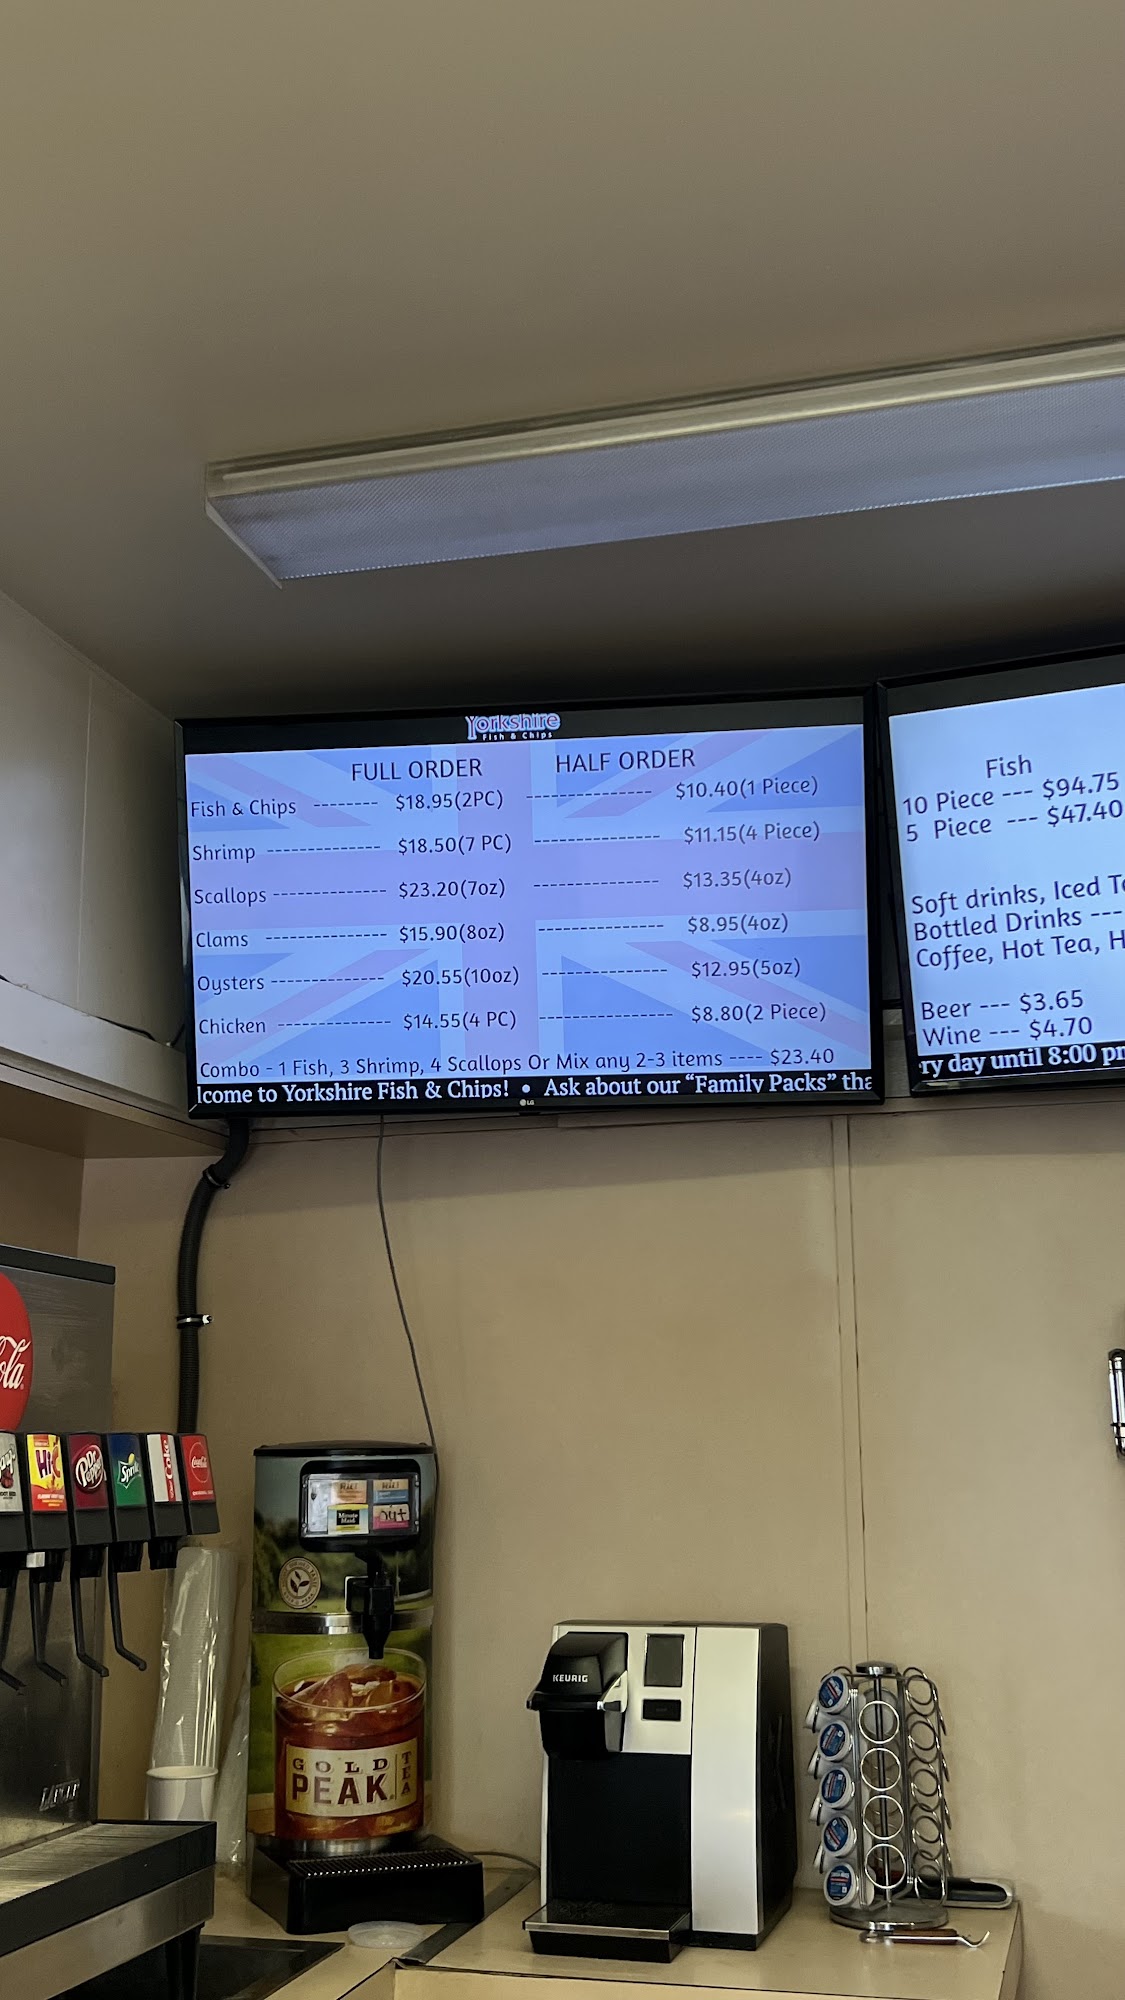 Yorkshire
Fish & Chips
FULL ORDER HALF ORDER
Fish & Chips -------- $18.95(2PC) --------------- $10.40(1 Piece)
Shrimp -------------- $18.50(7 PC) --------------- $11.15(4 Piece)
Scallops -------------- $23.20(7oz) --------------- $13.35(4oz)
Clams --------------- $15.90(8oz) --------------- $8.95(4oz)
Oysters -------------- $20.55(10oz) --------------- $12.95(5oz)
Chicken -------------- $14.55(4 PC) ---------------- $8.80(2 Piece)
Combo - 1 Fish, 3 Shrimp, 4 Scallops Or Mix any 2-3 items ---- $23.40
lcome to Yorkshire Fish & Chips! • Ask about our “Family Packs” tha
LG
Fish
10 Piece --- $94.75
5 Piece --- $47.40
Soft drinks, Iced Te
Bottled Drinks ---
Coffee, Hot Tea, H
Beer --- $3.65
Wine --- $4.70
ry day until 8:00 pm
Hi-C
Dr Pepper
Sprite
Coke
Coca-Cola
Minute Maid
GOLD
PEAK
TEA
KEURIG